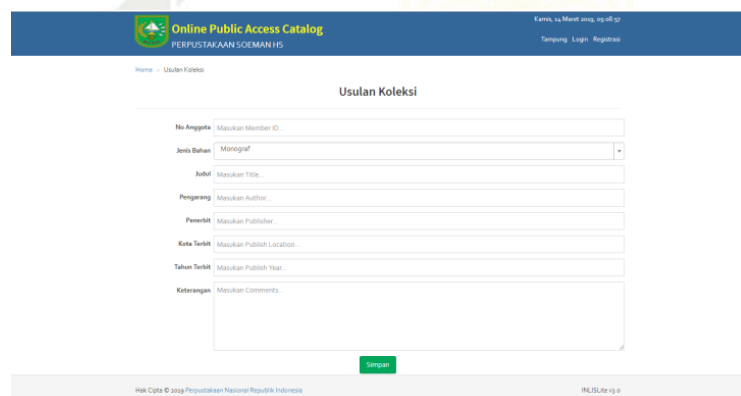 Online Public Access Catalog
PERPUSTAKAAN SOEMAN HS
Kamis, 14 Maret 2019, 09:08:57
Tampung Login Registrasi
Home > Usulan Koleksi
Usulan Koleksi
No Anggota Masukan Member ID...
Jenis Bahan Monograf
Judul Masukan Title...
Pengarang Masukan Author...
Penerbit Masukan Publisher...
Kota Terbit Masukan Publish Location...
Tahun Terbit Masukan Publish Year...
Keterangan Masukan Comments...
Simpan
Hak Cipta © 2019 Perpustakaan Nasional Republik Indonesia
INLISLite v3.0